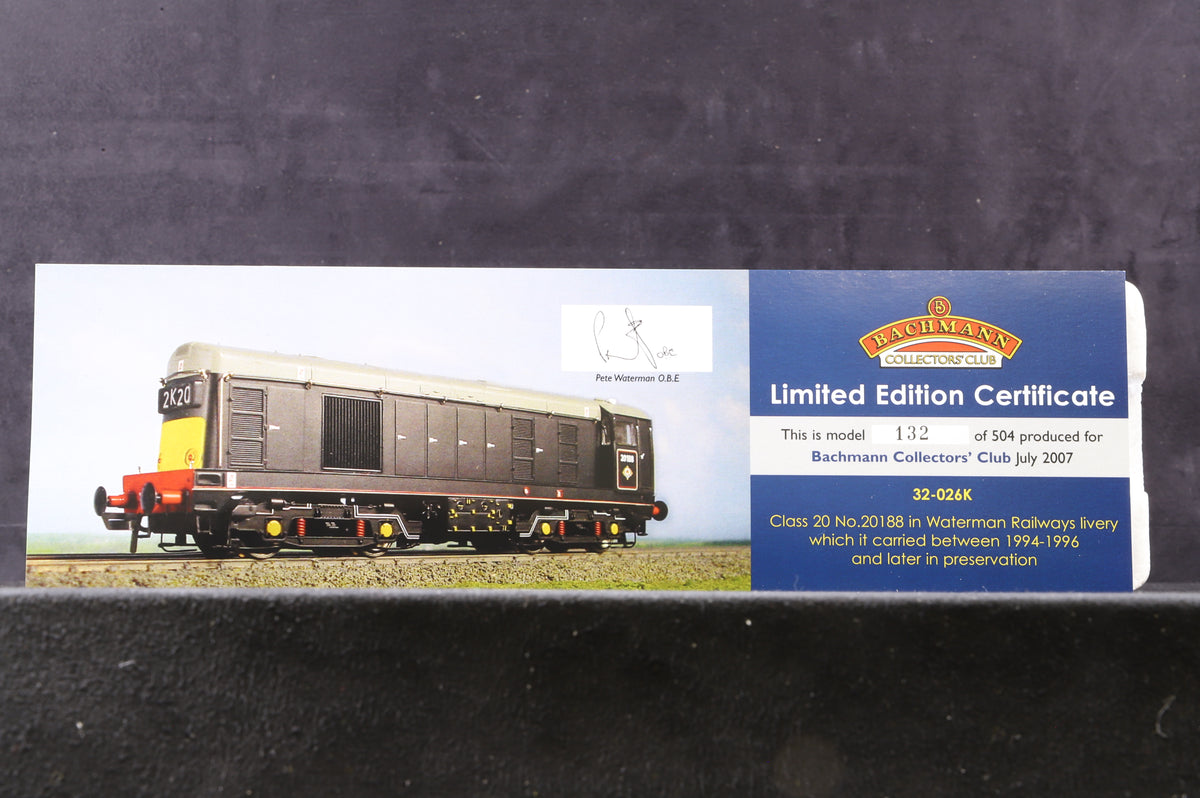 2K20
20188
Pete Waterman O.B.E
B
BACHMANN
COLLECTORS' CLUB
Limited Edition Certificate
This is model 132 of 504 produced for
Bachmann Collectors' Club July 2007
32-026K
Class 20 No.20188 in Waterman Railways livery
which it carried between 1994-1996
and later in preservation